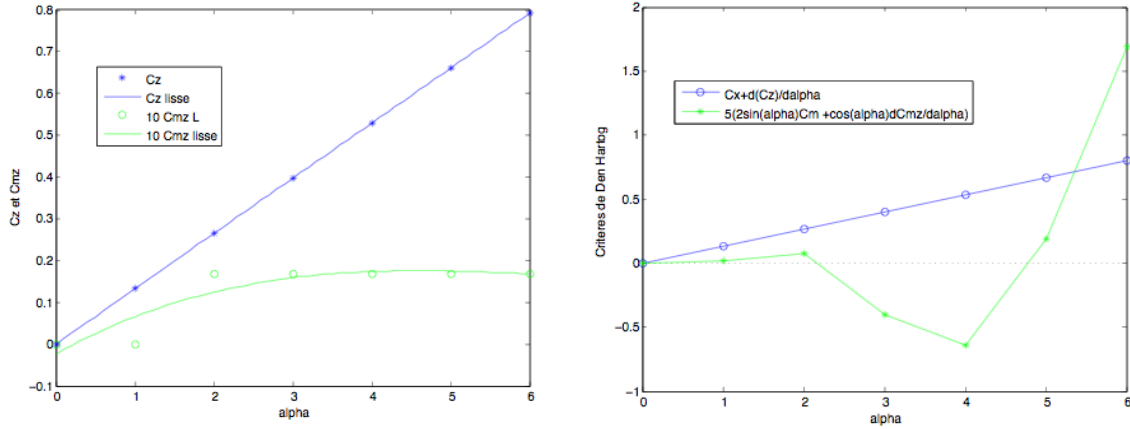 0.8
0.7
0.6
0.5
0.4
0.3
0.2
0.1
0
−0.1
Cz et Cmz
Cz
Cz lisse
10 Cmz L
10 Cmz lisse
0 1 2 3 4 5 6
alpha
2
1.5
1
0.5
0
−0.5
−1
Criteres de Den Hartog
Cx+d(Cz)/dalpha
5(2sin(alpha)Cm +cos(alpha)dCmz/dalpha)
0 1 2 3 4 5 6
alpha